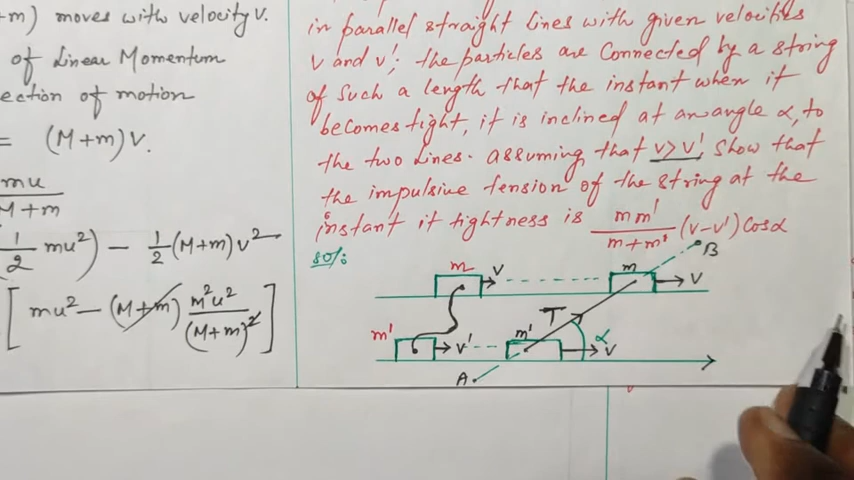 +m) moves with velocity V.
of Linear Momentum
ection of motion
= (M+m)V.
mu
M+m
1/2 mu²) - 1/2 (M+m)V²
[ mu² - (M+m) m²u²/(M+m)² ]
in parallel straight lines with given velocities
V and V'; the particles are connected by a string
of such a length that the instant when it
becomes tight, it is inclined at an angle α, to
the two lines. assuming that V>V', Show that
the impulsive tension of the string at the
instant it tightness is mm'/m+m' (V-V') Cosα
sol:
B
m
V
m
V
T
α
m'
V'
m'
V
A